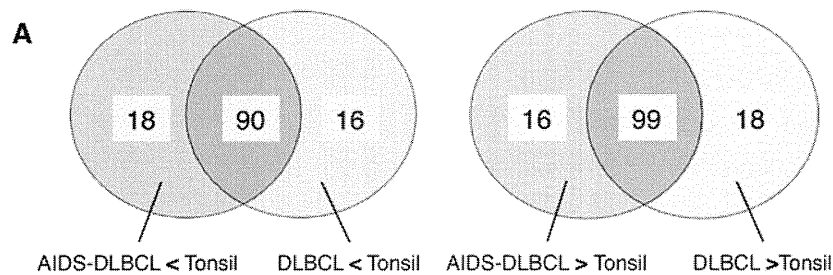 A
18 90 16 16 99 18
AIDS-DLBCL < Tonsil DLBCL < Tonsil AIDS-DLBCL > Tonsil DLBCL >Tonsil